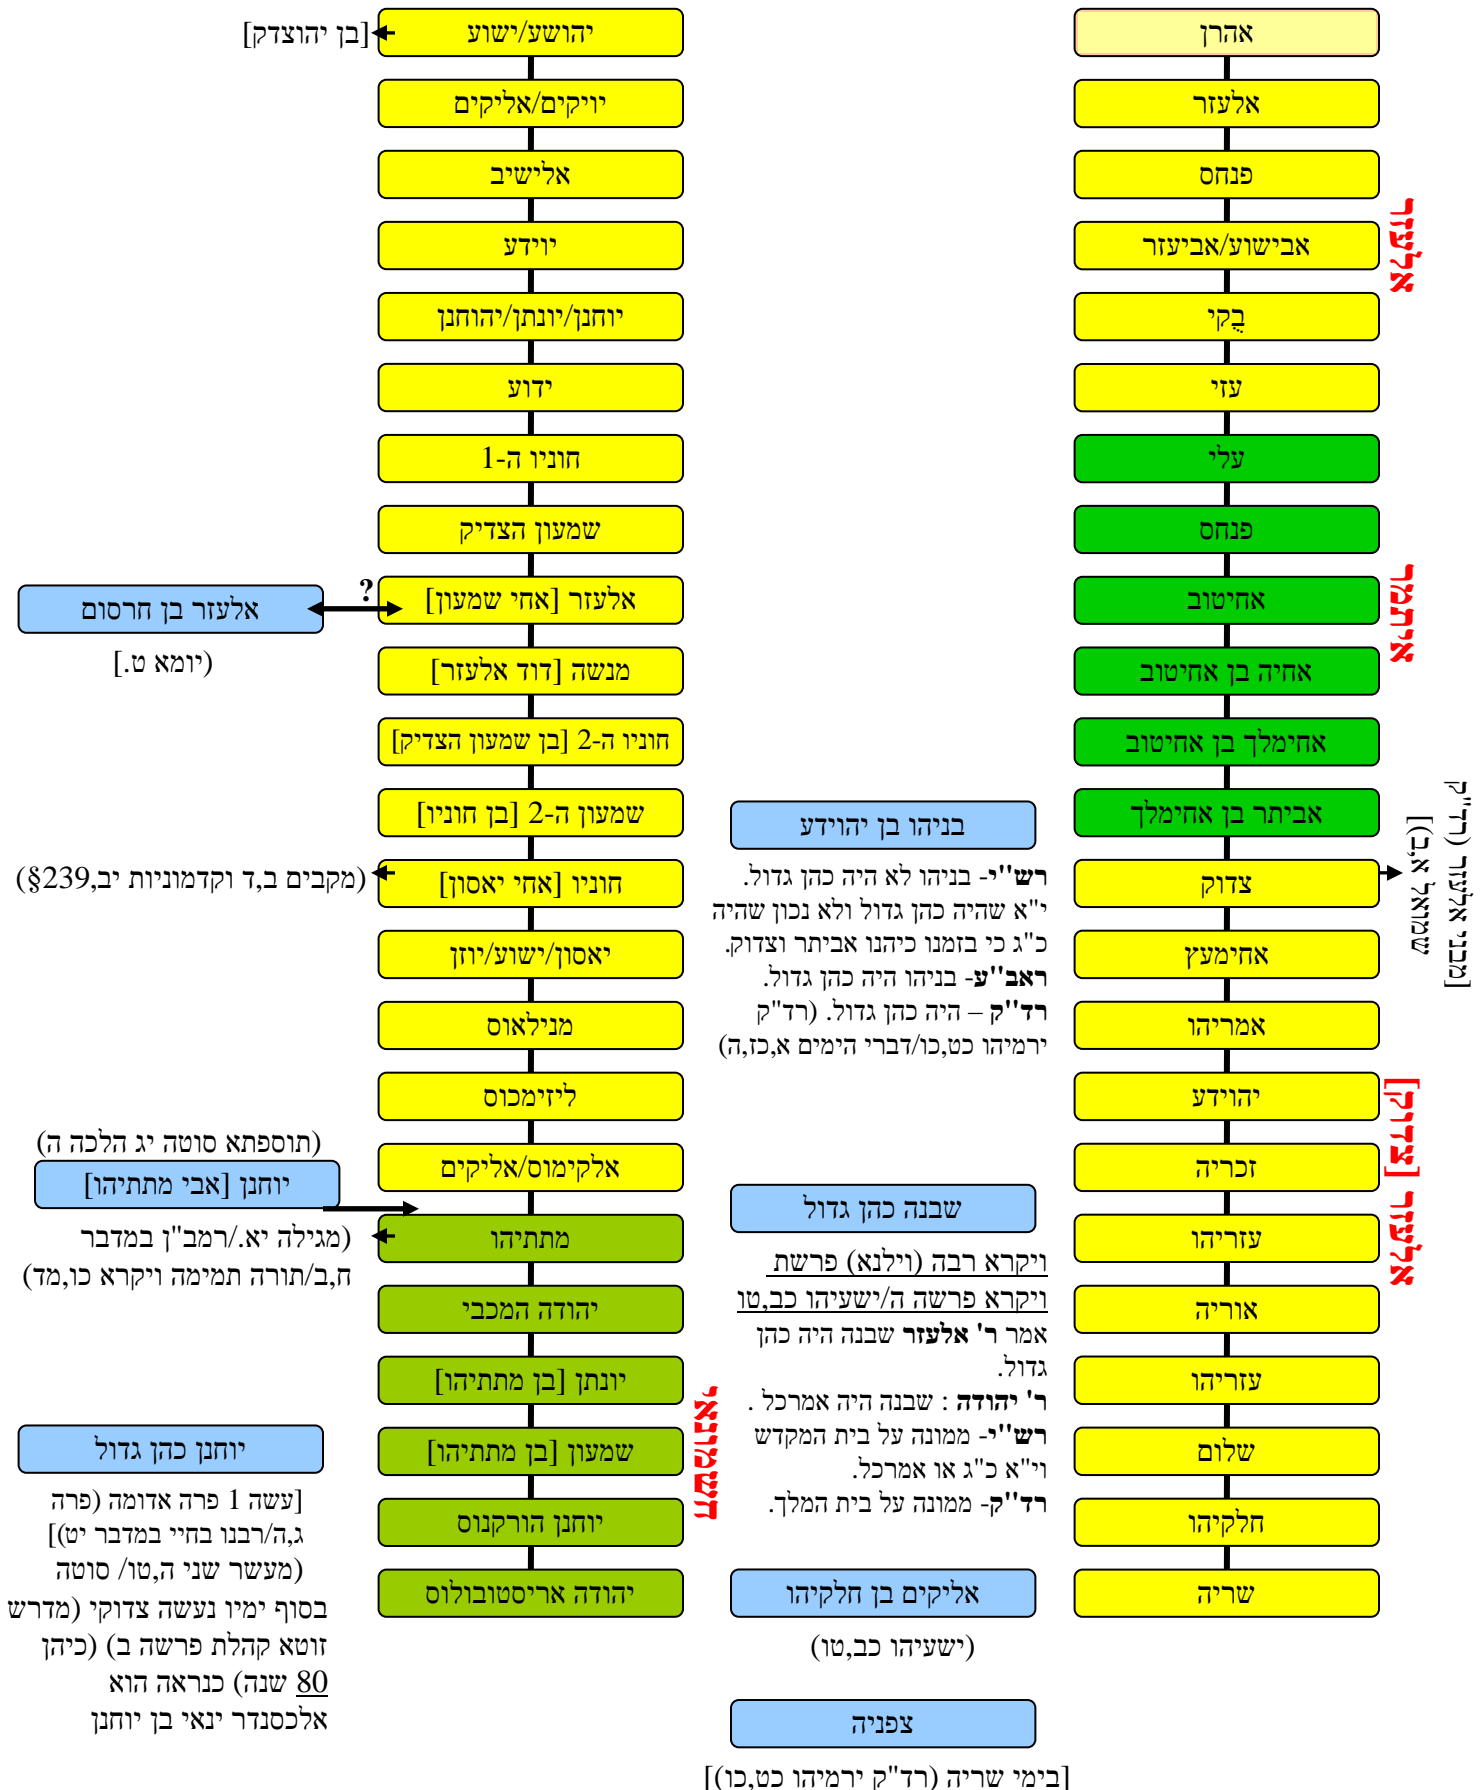 אהרן
אלעזר
פנחס
אבישוע/אביעזר
בֻקי
עזי
עלי
פנחס
אחיטוב
אחיה בן אחיטוב
אחימלך בן אחיטוב
אביתר בן אחימלך
צדוק
אחימעץ
אמריהו
יהוידע
זכריה
עזריהו
אוריה
עזריהו
שלום
חלקיהו
שריה
אלעזר
איתמר
[מבני אלעזר (רד"ק
שמואל א,ב)]
אלעזר [צדוק]
בניהו בן יהוידע
רש''י- בניהו לא היה כהן גדול.
י"א שהיה כהן גדול ולא נכון שהיה
כ"ג כי בזמנו כיהנו אביתר וצדוק.
ראב''ע- בניהו היה כהן גדול.
רד''ק – היה כהן גדול. (רד"ק
ירמיהו כט,כו/דברי הימים א,כז,ה)
שבנה כהן גדול
ויקרא רבה (וילנא) פרשת
ויקרא פרשה ה/ישעיהו כב,טו
אמר ר' אלעזר שבנה היה כהן
גדול.
ר' יהודה : שבנה היה אמרכל .
רש''י- ממונה על בית המקדש
וי"א כ"ג או אמרכל.
רד''ק- ממונה על בית המלך.
אליקים בן חלקיהו
(ישעיהו כב,טו)
צפניה
[בימי שריה (רד"ק ירמיהו כט,כו)]
יהושע/ישוע
[בן יהוצדק]
יויקים/אליקים
אלישיב
יוידע
יוחנן/יונתן/יהוחנן
ידוע
חוניו ה-1
שמעון הצדיק
אלעזר [אחי שמעון]
?
אלעזר בן חרסום
(יומא ט.]
מנשה [דוד אלעזר]
חוניו ה-2 [בן שמעון הצדיק]
שמעון ה-2 [בן חוניו]
חוניו [אחי יאסון]
(מקבים ב,ד וקדמוניות יב,239§)
יאסון/ישוע/יוזן
מנילאוס
ליזימכוס
אלקימוס/אליקים
(תוספתא סוטה יג הלכה ה)
יוחנן [אבי מתתיהו]
מתתיהו
(מגילה יא./רמב"ן במדבר
ח,ב/תורה תמימה ויקרא כו,מד)
יהודה המכבי
יונתן [בן מתתיהו]
שמעון [בן מתתיהו]
יוחנן הורקנוס
יהודה אריסטובולוס
חשמונאי
יוחנן כהן גדול
[עשה 1 פרה אדומה (פרה
ג,ה/רבנו בחיי במדבר יט)]
(מעשר שני ה,טו/ סוטה
בסוף ימיו נעשה צדוקי (מדרש
זוטא קהלת פרשה ב) (כיהן
80 שנה) כנראה הוא
אלכסנדר ינאי בן יוחנן